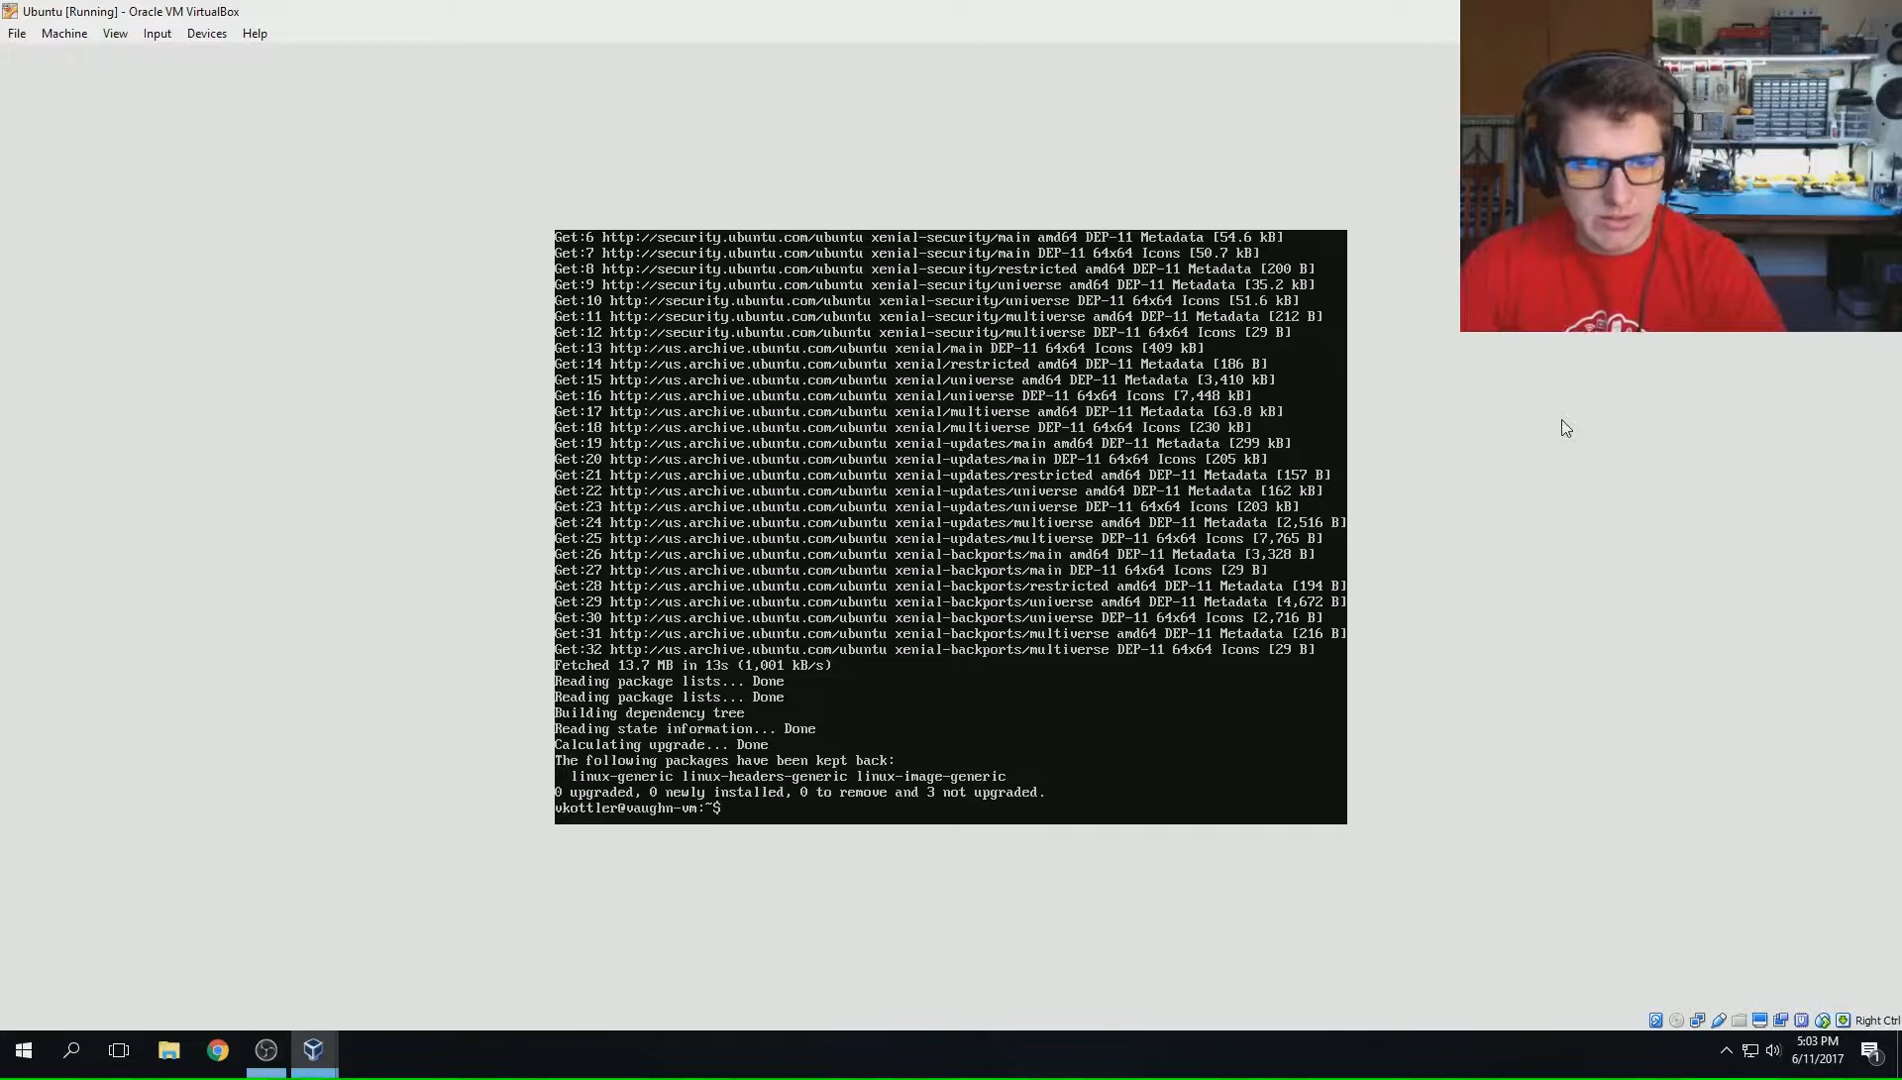 Ubuntu [Running] - Oracle VM VirtualBox
File Machine View Input Devices Help
Get:6 http://security.ubuntu.com/ubuntu xenial-security/main amd64 DEP-11 Metadata [54.6 kB]
Get:7 http://security.ubuntu.com/ubuntu xenial-security/main DEP-11 64x64 Icons [50.7 kB]
Get:8 http://security.ubuntu.com/ubuntu xenial-security/restricted amd64 DEP-11 Metadata [200 B]
Get:9 http://security.ubuntu.com/ubuntu xenial-security/universe amd64 DEP-11 Metadata [35.2 kB]
Get:10 http://security.ubuntu.com/ubuntu xenial-security/universe DEP-11 64x64 Icons [51.6 kB]
Get:11 http://security.ubuntu.com/ubuntu xenial-security/multiverse amd64 DEP-11 Metadata [212 B]
Get:12 http://security.ubuntu.com/ubuntu xenial-security/multiverse DEP-11 64x64 Icons [29 B]
Get:13 http://us.archive.ubuntu.com/ubuntu xenial/main DEP-11 64x64 Icons [409 kB]
Get:14 http://us.archive.ubuntu.com/ubuntu xenial/restricted amd64 DEP-11 Metadata [186 B]
Get:15 http://us.archive.ubuntu.com/ubuntu xenial/universe amd64 DEP-11 Metadata [3,410 kB]
Get:16 http://us.archive.ubuntu.com/ubuntu xenial/universe DEP-11 64x64 Icons [7,448 kB]
Get:17 http://us.archive.ubuntu.com/ubuntu xenial/multiverse amd64 DEP-11 Metadata [63.8 kB]
Get:18 http://us.archive.ubuntu.com/ubuntu xenial/multiverse DEP-11 64x64 Icons [230 kB]
Get:19 http://us.archive.ubuntu.com/ubuntu xenial-updates/main amd64 DEP-11 Metadata [299 kB]
Get:20 http://us.archive.ubuntu.com/ubuntu xenial-updates/main DEP-11 64x64 Icons [205 kB]
Get:21 http://us.archive.ubuntu.com/ubuntu xenial-updates/restricted amd64 DEP-11 Metadata [157 B]
Get:22 http://us.archive.ubuntu.com/ubuntu xenial-updates/universe amd64 DEP-11 Metadata [162 kB]
Get:23 http://us.archive.ubuntu.com/ubuntu xenial-updates/universe DEP-11 64x64 Icons [203 kB]
Get:24 http://us.archive.ubuntu.com/ubuntu xenial-updates/multiverse amd64 DEP-11 Metadata [2,516 B]
Get:25 http://us.archive.ubuntu.com/ubuntu xenial-updates/multiverse DEP-11 64x64 Icons [7,765 B]
Get:26 http://us.archive.ubuntu.com/ubuntu xenial-backports/main amd64 DEP-11 Metadata [3,328 B]
Get:27 http://us.archive.ubuntu.com/ubuntu xenial-backports/main DEP-11 64x64 Icons [29 B]
Get:28 http://us.archive.ubuntu.com/ubuntu xenial-backports/restricted amd64 DEP-11 Metadata [194 B]
Get:29 http://us.archive.ubuntu.com/ubuntu xenial-backports/universe amd64 DEP-11 Metadata [4,672 B]
Get:30 http://us.archive.ubuntu.com/ubuntu xenial-backports/universe DEP-11 64x64 Icons [2,716 B]
Get:31 http://us.archive.ubuntu.com/ubuntu xenial-backports/multiverse amd64 DEP-11 Metadata [216 B]
Get:32 http://us.archive.ubuntu.com/ubuntu xenial-backports/multiverse DEP-11 64x64 Icons [29 B]
Fetched 13.7 MB in 13s (1,001 kB/s)
Reading package lists... Done
Reading package lists... Done
Building dependency tree
Reading state information... Done
Calculating upgrade... Done
The following packages have been kept back:
linux-generic linux-headers-generic linux-image-generic
0 upgraded, 0 newly installed, 0 to remove and 3 not upgraded.
vkottler@vaughn-vm:~$
Right Ctrl
5:03 PM
6/11/2017
1